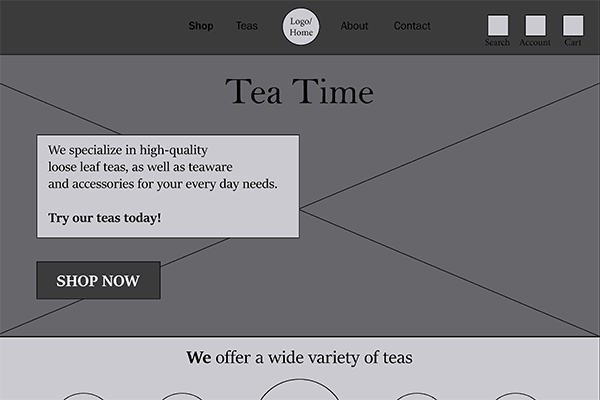 Shop Teas Logo/ About Contact
Home
Search Account Cart
Tea Time
We specialize in high-quality
loose leaf teas, as well as teaware
and accessories for your every day needs.
Try our teas today!
SHOP NOW
We offer a wide variety of teas